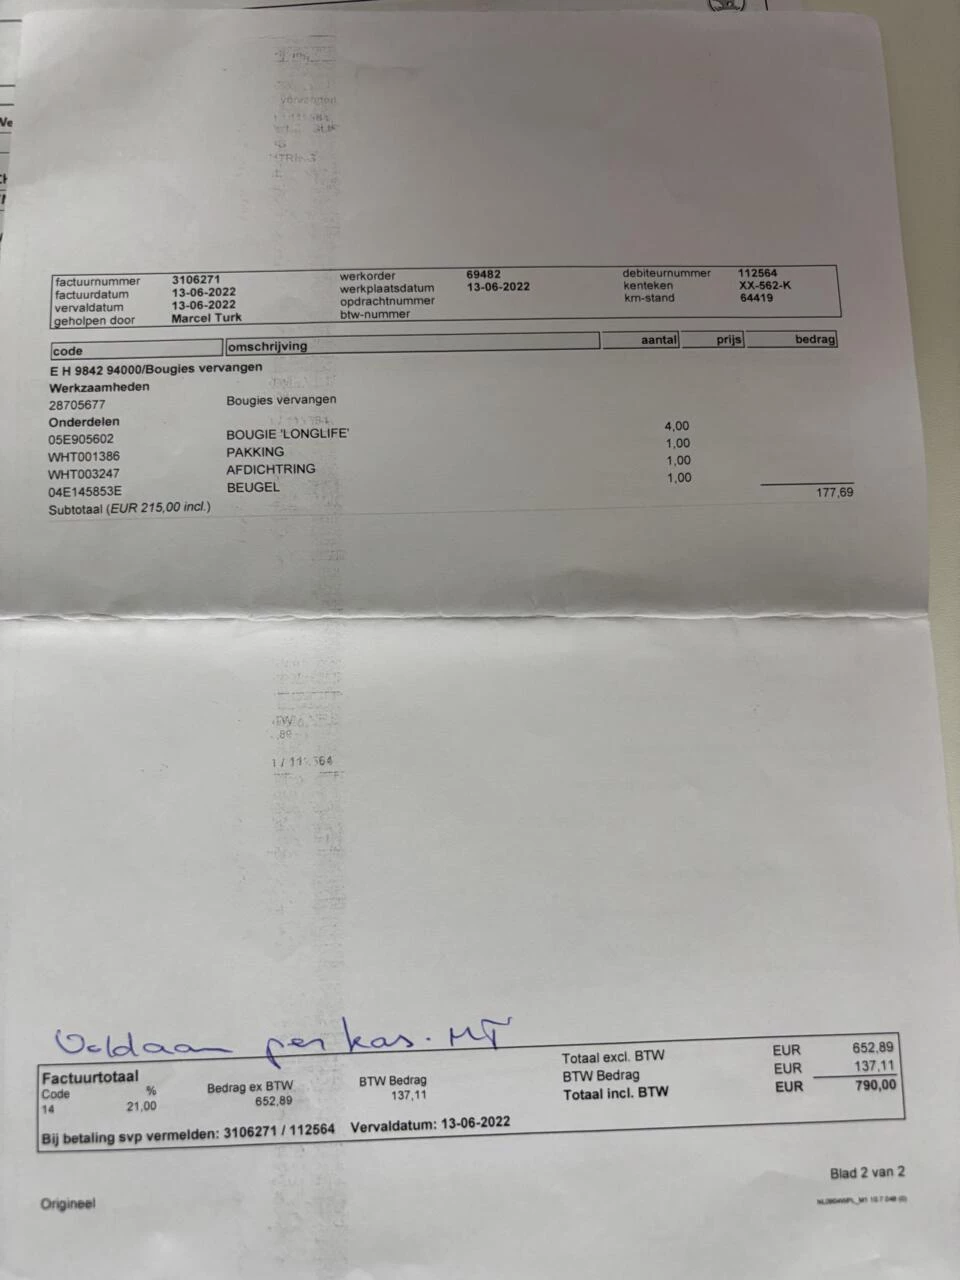 factuurnummer 3106271 werkorder 69482 debiteurnummer 112564
factuurdatum 13-06-2022 werkplaatsdatum 13-06-2022 kenteken XX-562-K
vervaldatum 13-06-2022 opdrachtnummer km-stand 64419
geholpen door Marcel Turk btw-nummer
code omschrijving aantal prijs bedrag
E H 9842 94000/Bougies vervangen
Werkzaamheden
28705677 Bougies vervangen
Onderdelen
05E905602 BOUGIE 'LONGLIFE' 4,00
WHT001386 PAKKING 1,00
WHT003247 AFDICHTRING 1,00
04E145853E BEUGEL 1,00
Subtotaal (EUR 215,00 incl.) 177,69
Voldaan per kas. MT
Factuurtotaal
Code % Bedrag ex BTW BTW Bedrag
14 21,00 652,89 137,11
Totaal excl. BTW EUR 652,89
BTW Bedrag EUR 137,11
Totaal incl. BTW EUR 790,00
Bij betaling svp vermelden: 3106271 / 112564 Vervaldatum: 13-06-2022
Blad 2 van 2
Origineel